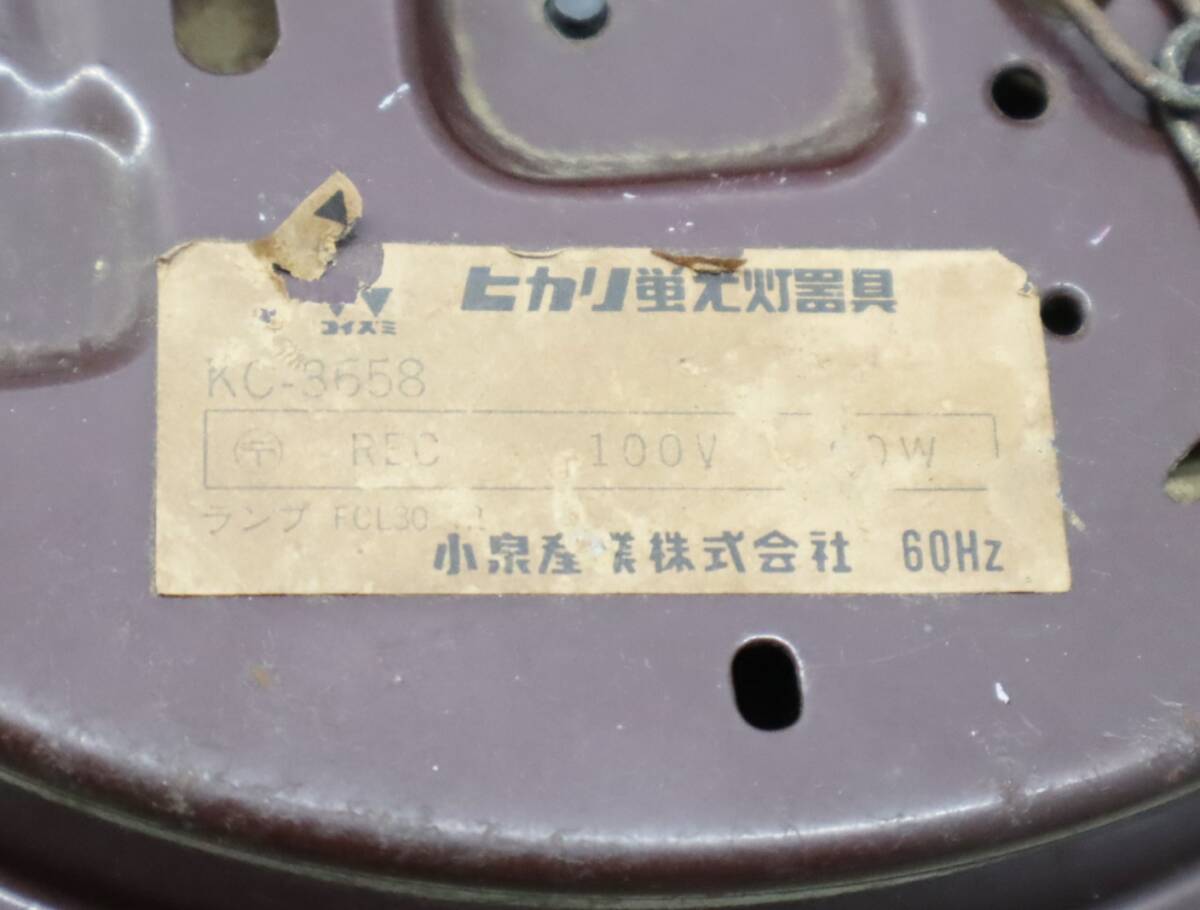 ヒカリ蛍光灯器具
コイズミ
KC-3658
〒 REC 100V
ランプ FCL30
小泉産業株式会社 60Hz